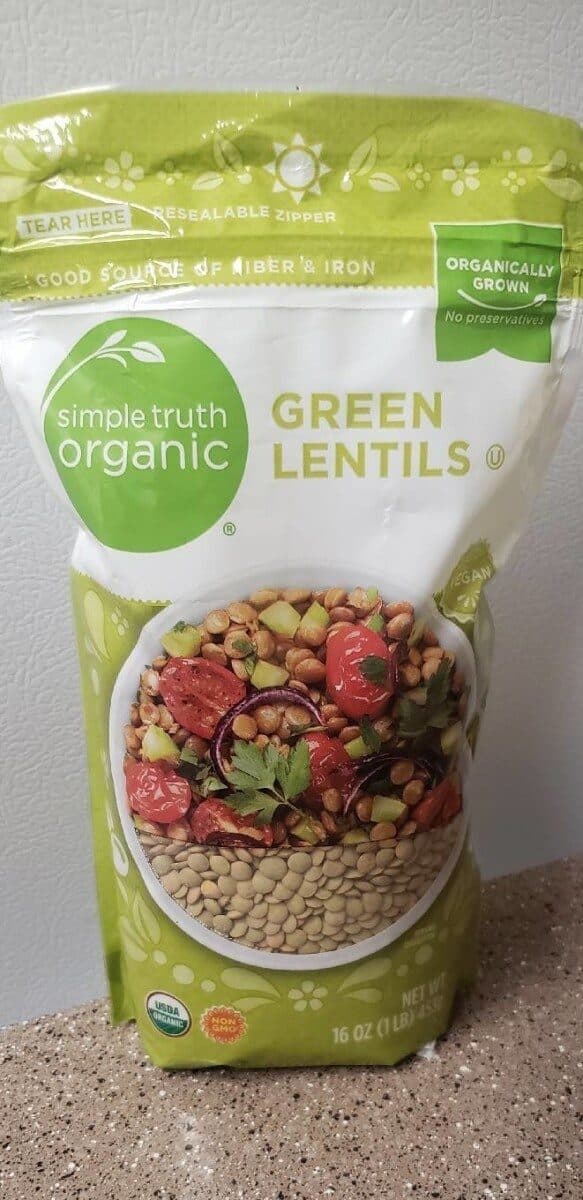 TEAR HERE RESEALABLE ZIPPER
GOOD SOURCE OF FIBER & IRON
ORGANICALLY
GROWN
No preservatives
simple truth
organic
®
GREEN
LENTILS Ⓤ
VEGAN
USDA
ORGANIC
NON
GMO
NET WT
16 OZ (1 LB)